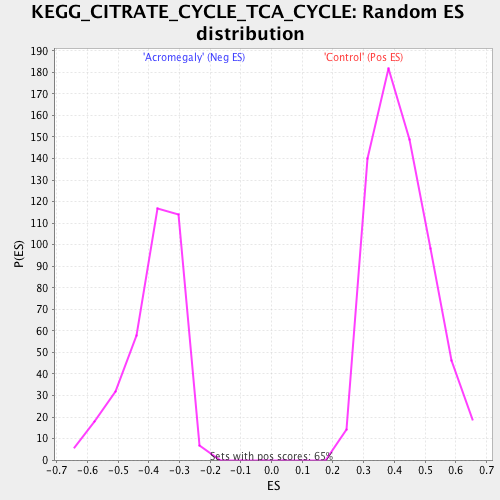 KEGG_CITRATE_CYCLE_TCA_CYCLE: Random ES
distribution
'Acromegaly' (Neg ES) 'Control' (Pos ES)
190
180
170
160
150
140
130
120
110
100
90
80
70
60
50
40
30
20
10
0
P(ES)
Sets with pos scores: 65%
-0.7 -0.6 -0.5 -0.4 -0.3 -0.2 -0.1 0.0 0.1 0.2 0.3 0.4 0.5 0.6 0.7
ES